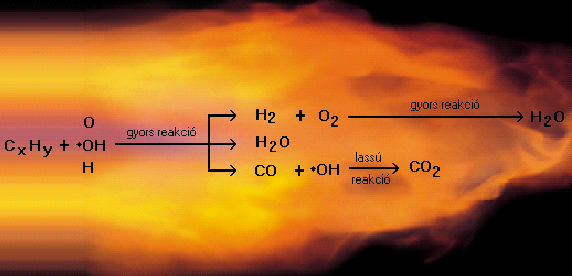 O
CxHy + •OH
H
gyors reakció
H2 + O2
gyors reakció
H2O
H2O
CO + •OH
lassú
reakció
CO2